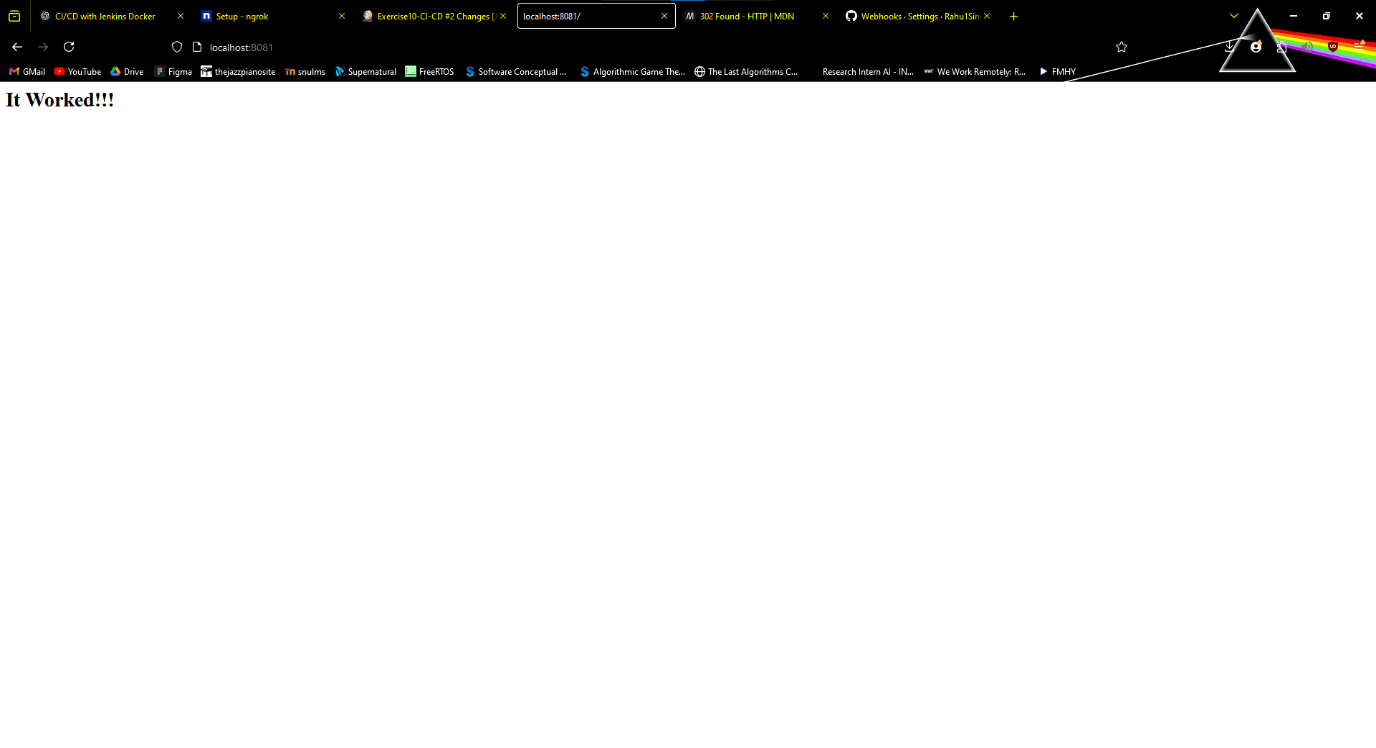 CI/CD with Jenkins Docker
Setup - ngrok
Exercise10-CI-CD #2 Changes [J
localhost:8081/
302 Found - HTTP | MDN
Webhooks · Settings · Rahu1Sin
localhost:8081
GMail
YouTube
Drive
Figma
thejazzpianosite
snulms
Supernatural
FreeRTOS
Software Conceptual ...
Algorithmic Game The...
The Last Algorithms C...
Research Intern AI - IN...
We Work Remotely: R...
FMHY
It Worked!!!